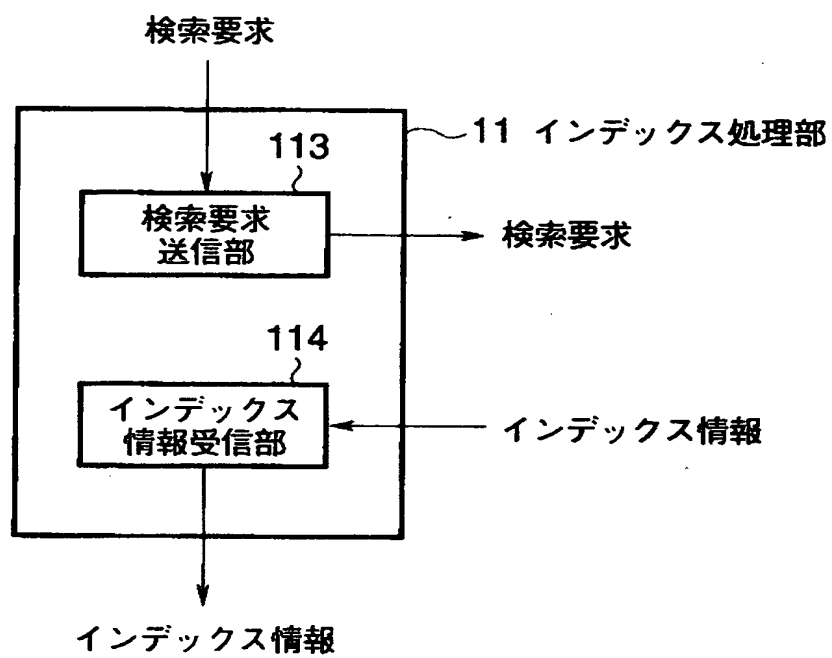 検索要求
11 インデックス処理部
113
検索要求
送信部
検索要求
114
インデックス
情報受信部
インデックス情報
インデックス情報